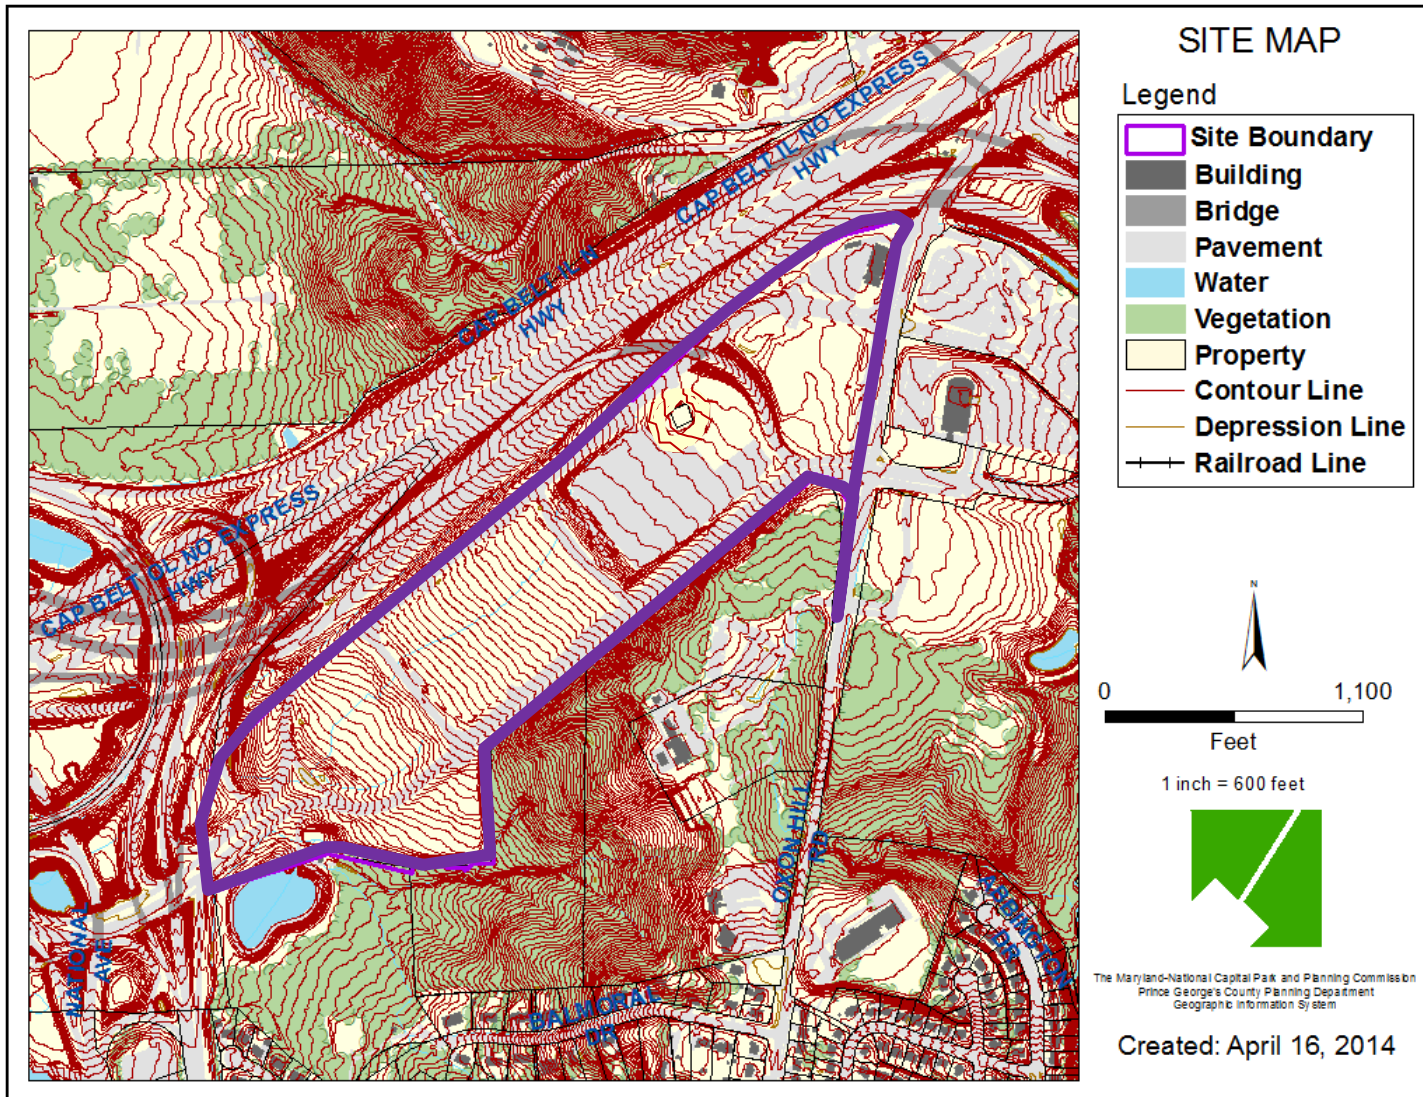 SITE MAP
Legend
Site Boundary
Building
Bridge
Pavement
Water
Vegetation
Property
Contour Line
Depression Line
Railroad Line
CAP BELT IL NO EXPRESS
HWY
CAP BELT IL H
HWY
CAP BELT OL NO EXPRESS
HWY
OXON HILL
RD
NATIONAL
AVE
BALMORAL
DR
ARRINGTON
DR
N
0 1,100
Feet
1 inch = 600 feet
The Maryland-National Capital Park and Planning Commission
Prince George's County Planning Department
Geographic Information System
Created: April 16, 2014